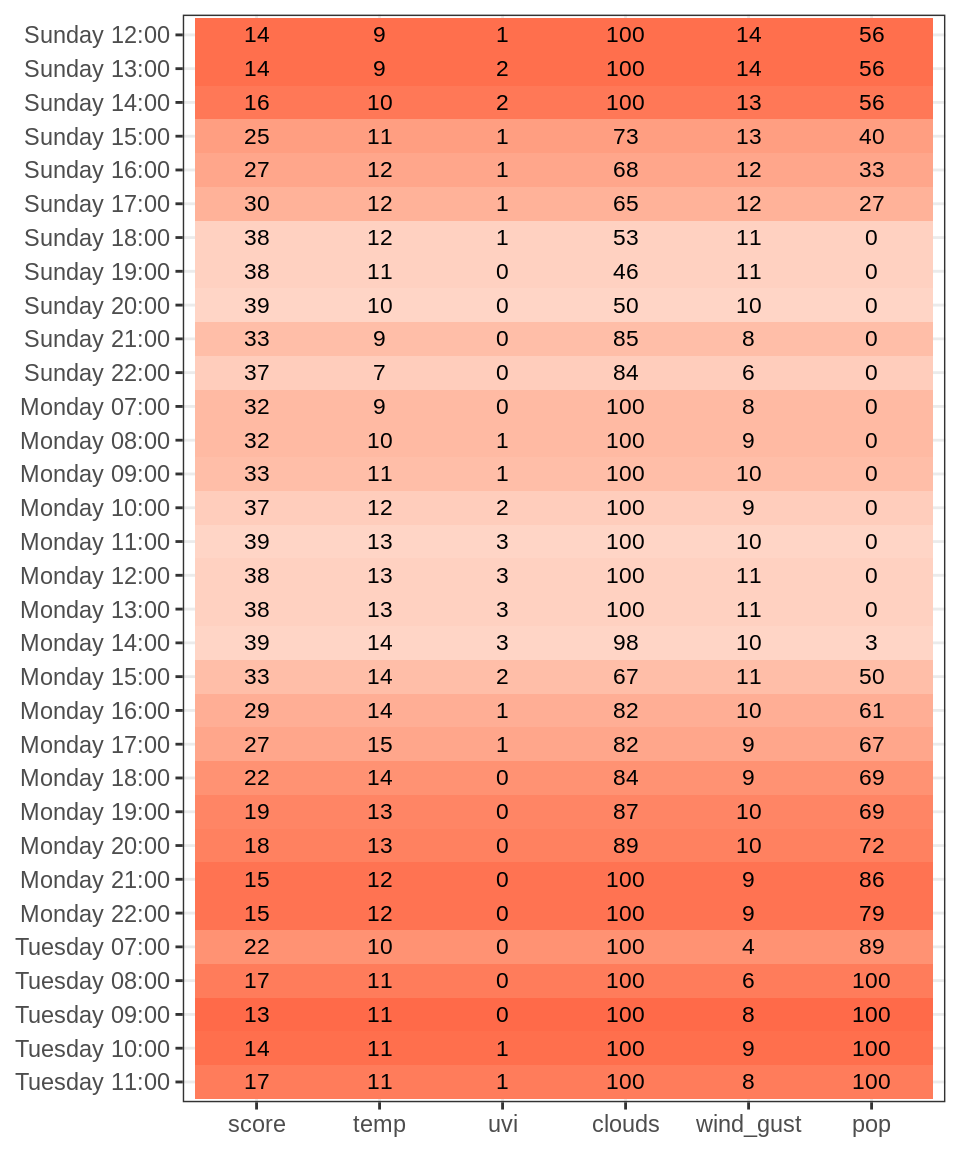 Sunday 12:00 14 9 1 100 14 56
Sunday 13:00 14 9 2 100 14 56
Sunday 14:00 16 10 2 100 13 56
Sunday 15:00 25 11 1 73 13 40
Sunday 16:00 27 12 1 68 12 33
Sunday 17:00 30 12 1 65 12 27
Sunday 18:00 38 12 1 53 11 0
Sunday 19:00 38 11 0 46 11 0
Sunday 20:00 39 10 0 50 10 0
Sunday 21:00 33 9 0 85 8 0
Sunday 22:00 37 7 0 84 6 0
Monday 07:00 32 9 0 100 8 0
Monday 08:00 32 10 1 100 9 0
Monday 09:00 33 11 1 100 10 0
Monday 10:00 37 12 2 100 9 0
Monday 11:00 39 13 3 100 10 0
Monday 12:00 38 13 3 100 11 0
Monday 13:00 38 13 3 100 11 0
Monday 14:00 39 14 3 98 10 3
Monday 15:00 33 14 2 67 11 50
Monday 16:00 29 14 1 82 10 61
Monday 17:00 27 15 1 82 9 67
Monday 18:00 22 14 0 84 9 69
Monday 19:00 19 13 0 87 10 69
Monday 20:00 18 13 0 89 10 72
Monday 21:00 15 12 0 100 9 86
Monday 22:00 15 12 0 100 9 79
Tuesday 07:00 22 10 0 100 4 89
Tuesday 08:00 17 11 0 100 6 100
Tuesday 09:00 13 11 0 100 8 100
Tuesday 10:00 14 11 1 100 9 100
Tuesday 11:00 17 11 1 100 8 100
score temp uvi clouds wind_gust pop